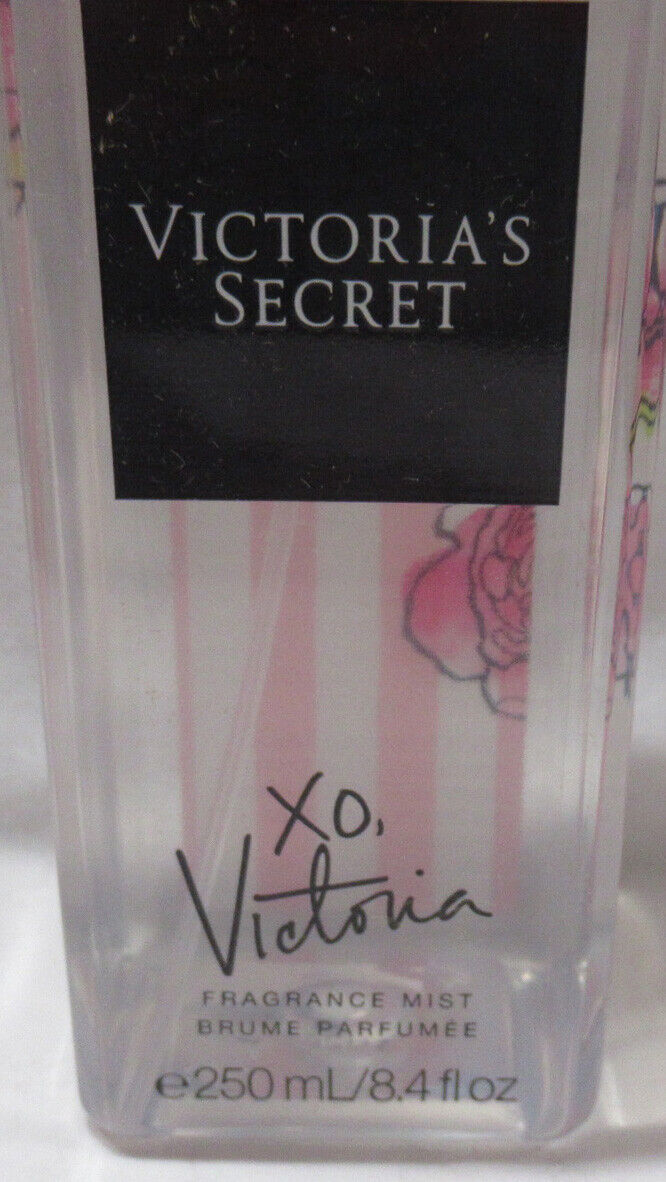 VICTORIA'S
SECRET
XO,
Victoria
FRAGRANCE MIST
BRUME PARFUMÉE
℮250 mL/8.4 fl oz